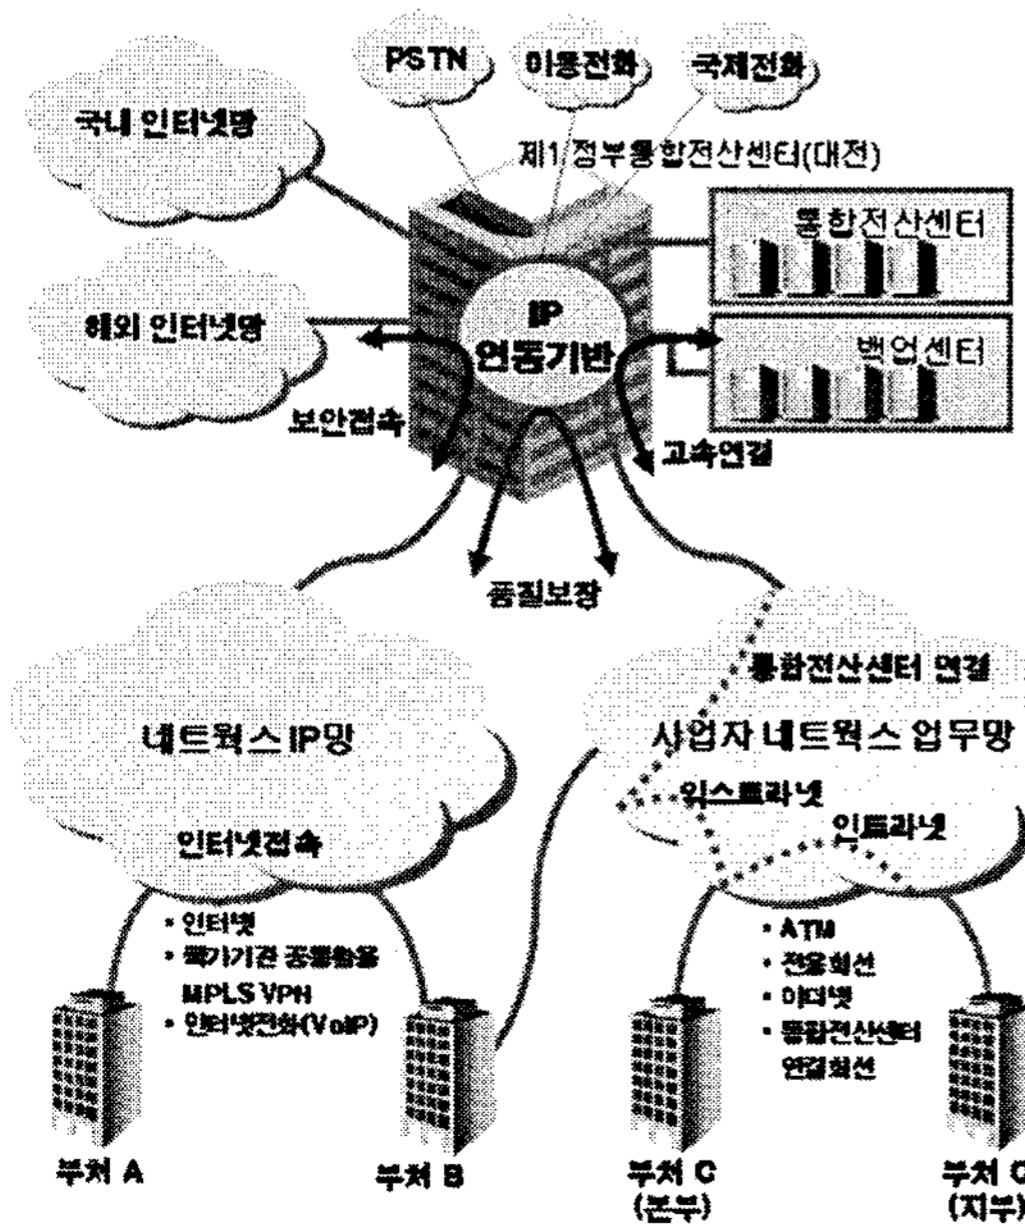 PSTN
이동전화
국제전화
국내 인터넷망
제1 정부통합전산센터(대전)
통합전산센터
해외 인터넷망
IP
연동기반
백업센터
보안접속
고속연결
품질보장
통합전산센터 연결
네트웍스 IP망
사업자 네트웍스 업무망
익스트라넷
인트라넷
인터넷접속
• 인터넷
• 국가기관
MPLS VPN
• 인터넷전화(VoIP)
• ATM
• 전용회선
• 이더넷
• 통합전산센터
연결회선
부처 A
부처 B
부처 C
(본부)
부처 C
(지부)